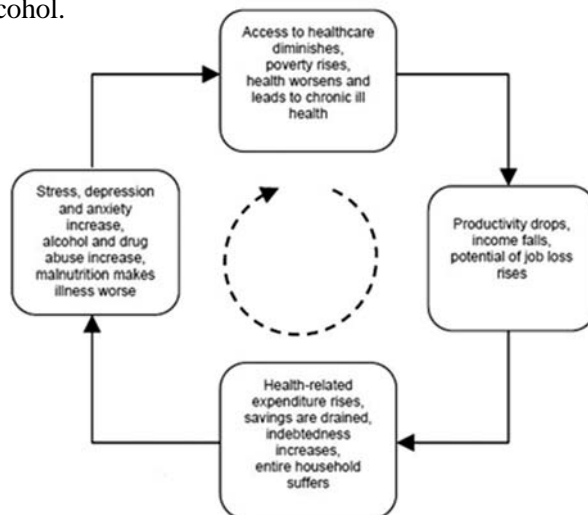 cohol.
Access to healthcare
diminishes,
poverty rises,
health worsens and
leads to chronic ill
health
Productivity drops,
income falls,
potential of job loss
rises
Health-related
expenditure rises,
savings are drained,
indebtedness
increases,
entire household
suffers
Stress, depression
and anxiety
increase,
alcohol and drug
abuse increase,
malnutrition makes
illness worse